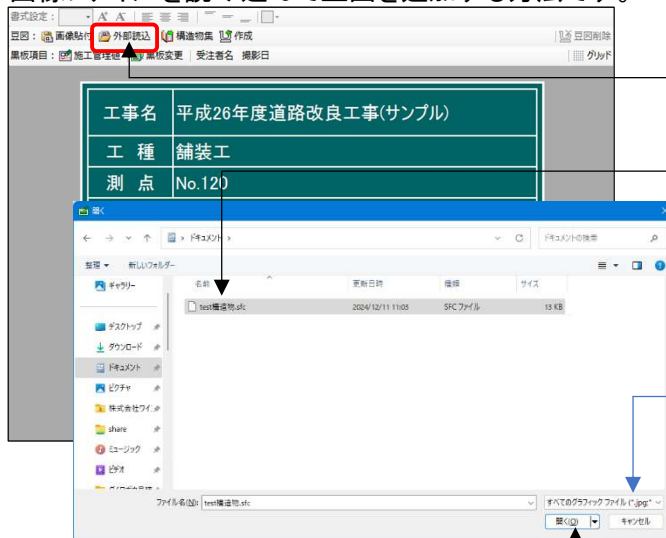 書式設定：
豆図： 画像貼付 外部読込 構造物集 作成 豆図削除
黒板項目： 施工管理値 黒板変更 受注者名 撮影日 グリッド
工事名 平成26年度道路改良工事(サンプル)
工 種 舗装工
測 点 No.120
開く
ドキュメント
ドキュメントの検索
整理 新しいフォルダー
ギャラリー
名前 更新日時 種類 サイズ
test構造物.sfc 2024/12/11 11:03 SFC ファイル 13 KB
デスクトップ
ダウンロード
ドキュメント
ピクチャ
株式会社ワイ
share
ミュージック
ビデオ
ファイル名(N): test構造物.sfc すべてのグラフィック ファイル (*.jpg;*
開く(O) キャンセル